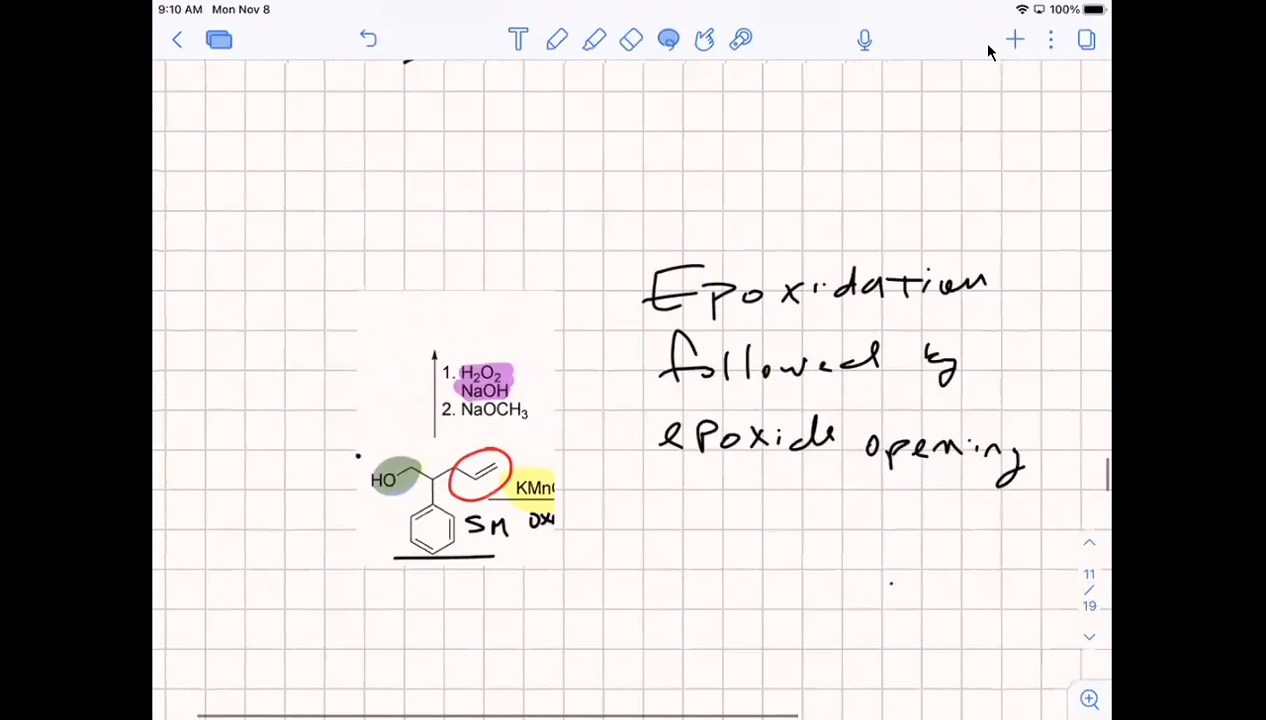 9:10 AM Mon Nov 8
100%
T
Epoxidation
followed by
epoxide opening
1. H₂O₂
NaOH
2. NaOCH₃
HO
KMn
SM
11
/
19